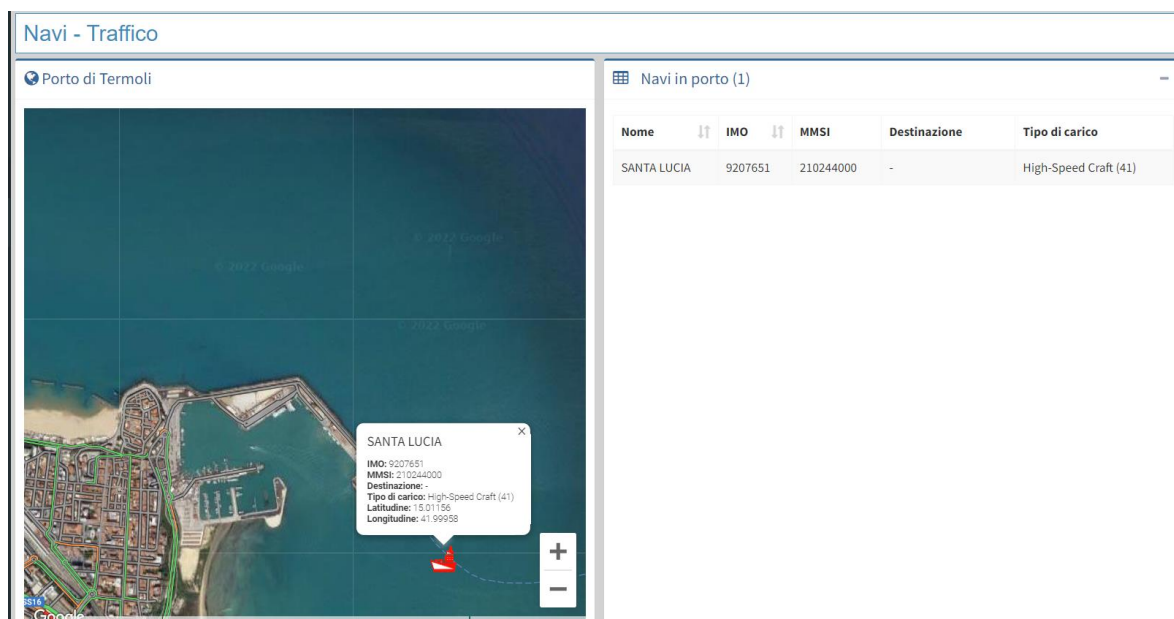 Navi - Traffico
Porto di Termoli
© 2022 Google
© 2022 Google
© 2022 Google
SANTA LUCIA
×
IMO: 9207651
MMSI: 210244000
Destinazione: -
Tipo di carico: High-Speed Craft (41)
Latitudine: 15.01156
Longitudine: 41.99958
+
−
SS16
Google
Navi in porto (1)
Nome IMO MMSI Destinazione Tipo di carico
SANTA LUCIA 9207651 210244000 - High-Speed Craft (41)